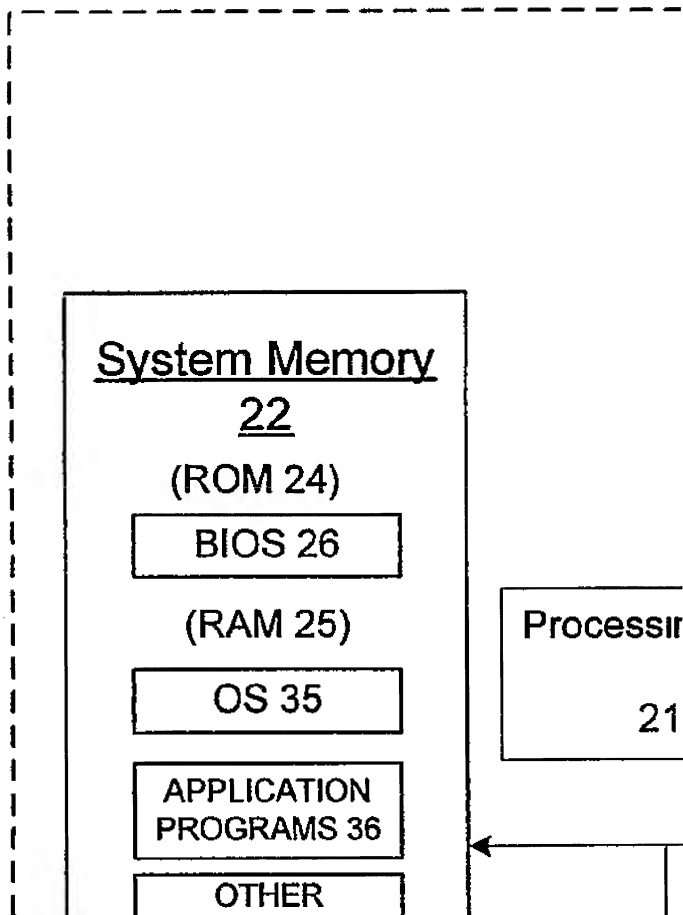 System Memory
22
(ROM 24)
BIOS 26
(RAM 25)
OS 35
APPLICATION
PROGRAMS 36
OTHER
21